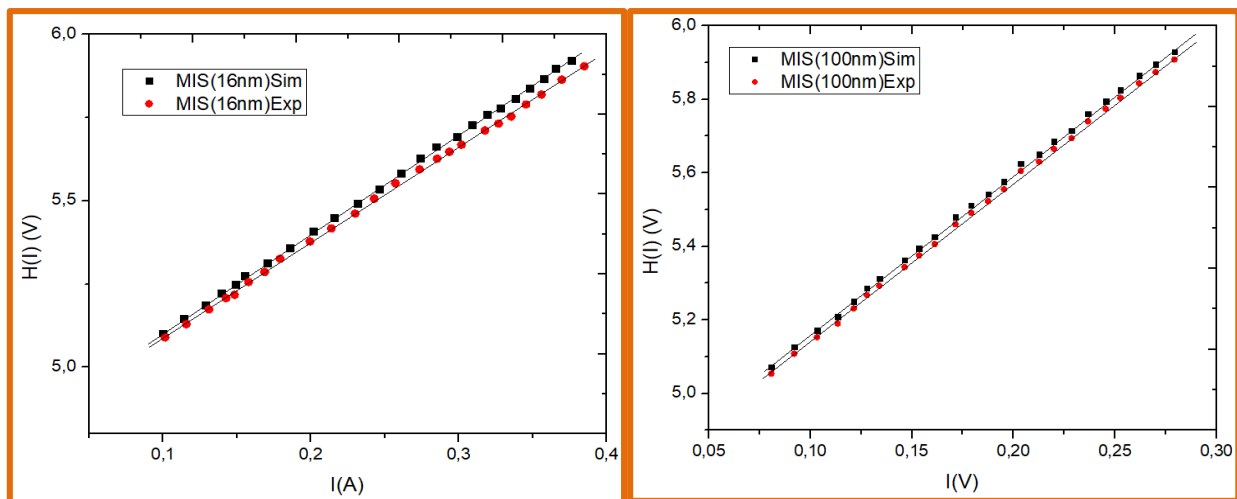 6,0
MIS(16nm)Sim
MIS(16nm)Exp
5,5
H(I) (V)
5,0
0,1 0,2 0,3 0,4
I(A)
6,0
MIS(100nm)Sim
MIS(100nm)Exp
5,8
5,6
H(I) (V)
5,4
5,2
5,0
0,05 0,10 0,15 0,20 0,25 0,30
I(V)